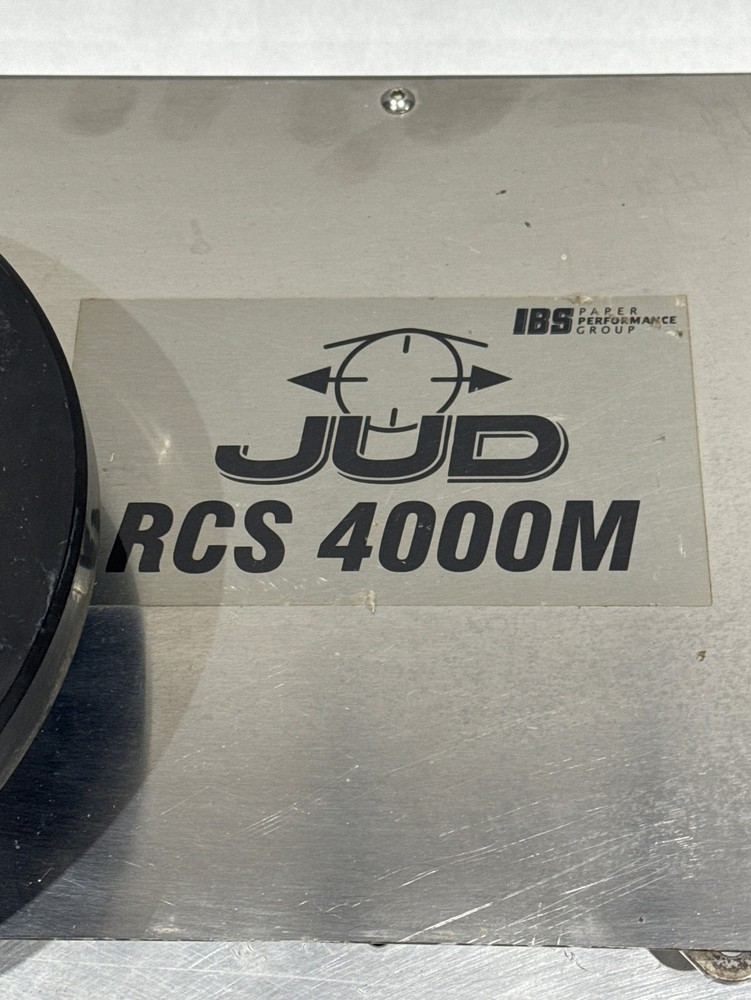 IBS PAPER
PERFORMANCE
GROUP
JUD
RCS 4000M